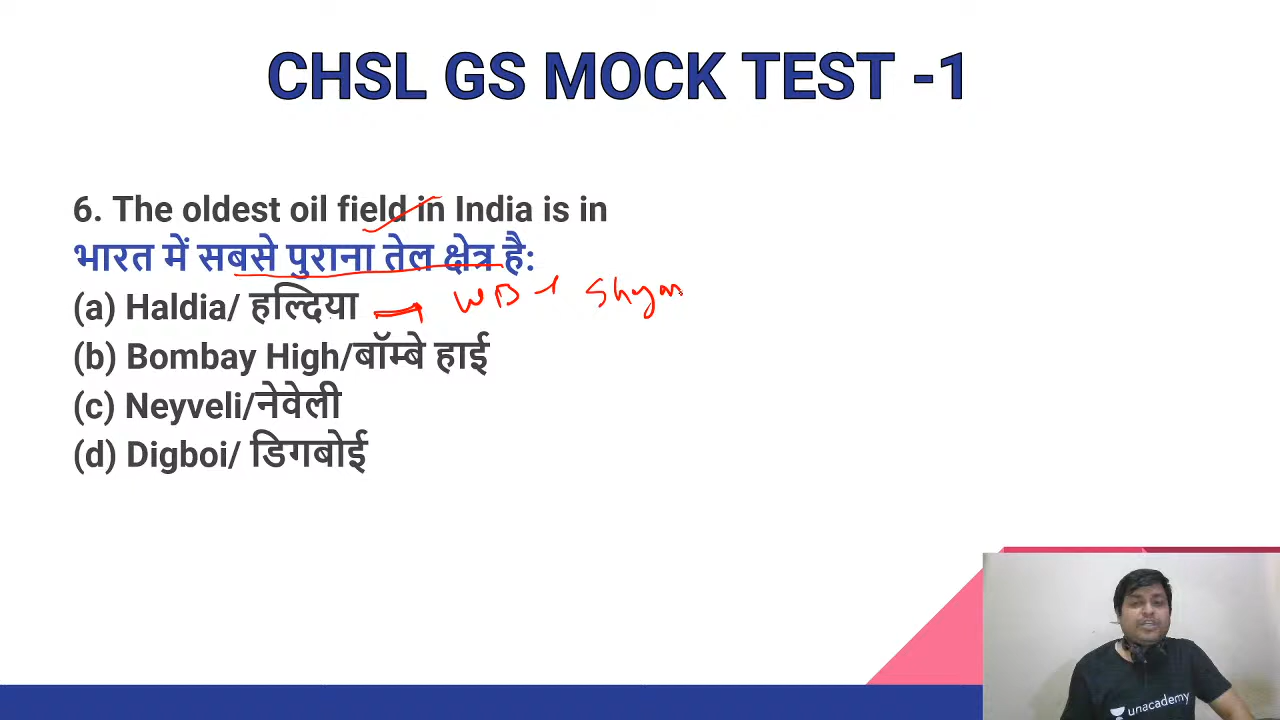 CHSL GS MOCK TEST -1
6. The oldest oil field in India is in
भारत में सबसे पुराना तेल क्षेत्र है:
(a) Haldia/ हल्दिया → WB Shyam
(b) Bombay High/बॉम्बे हाई
(c) Neyveli/नेवेली
(d) Digboi/ डिगबोई
unacademy